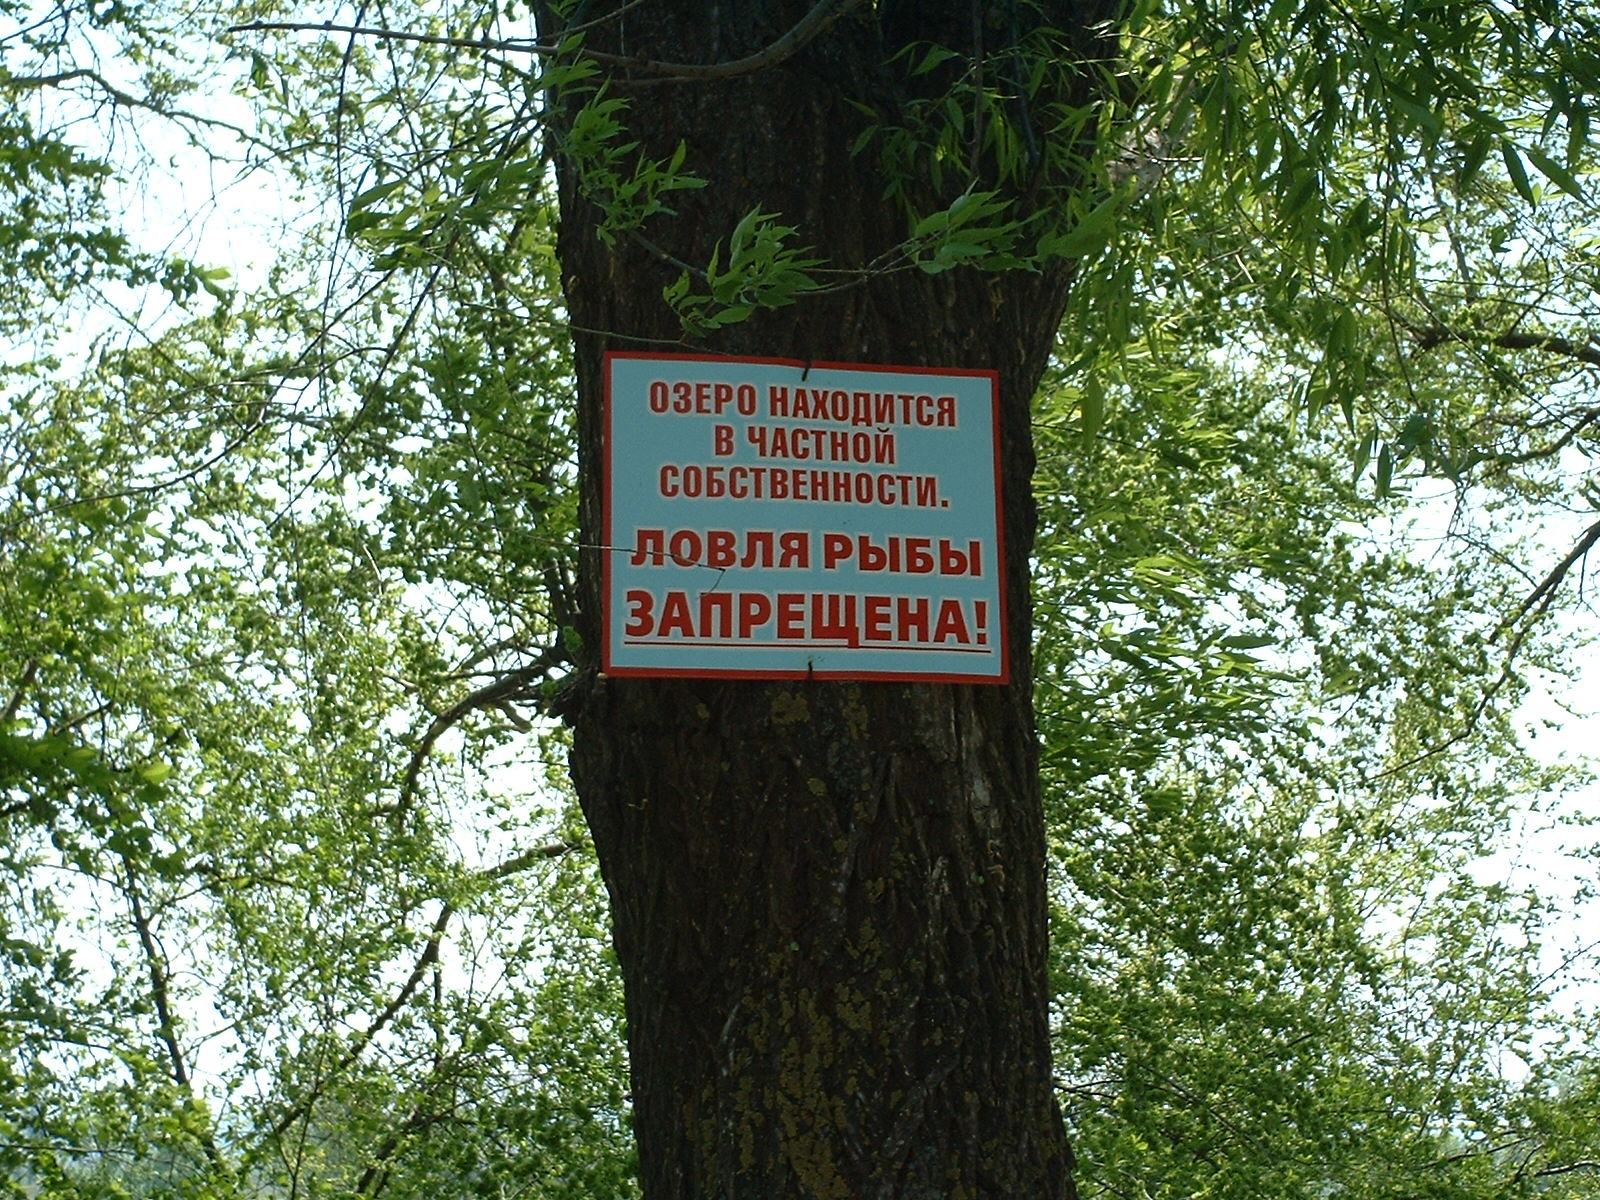 ОЗЕРО НАХОДИТСЯ
В ЧАСТНОЙ
СОБСТВЕННОСТИ.
ЛОВЛЯ РЫБЫ
ЗАПРЕЩЕНА!